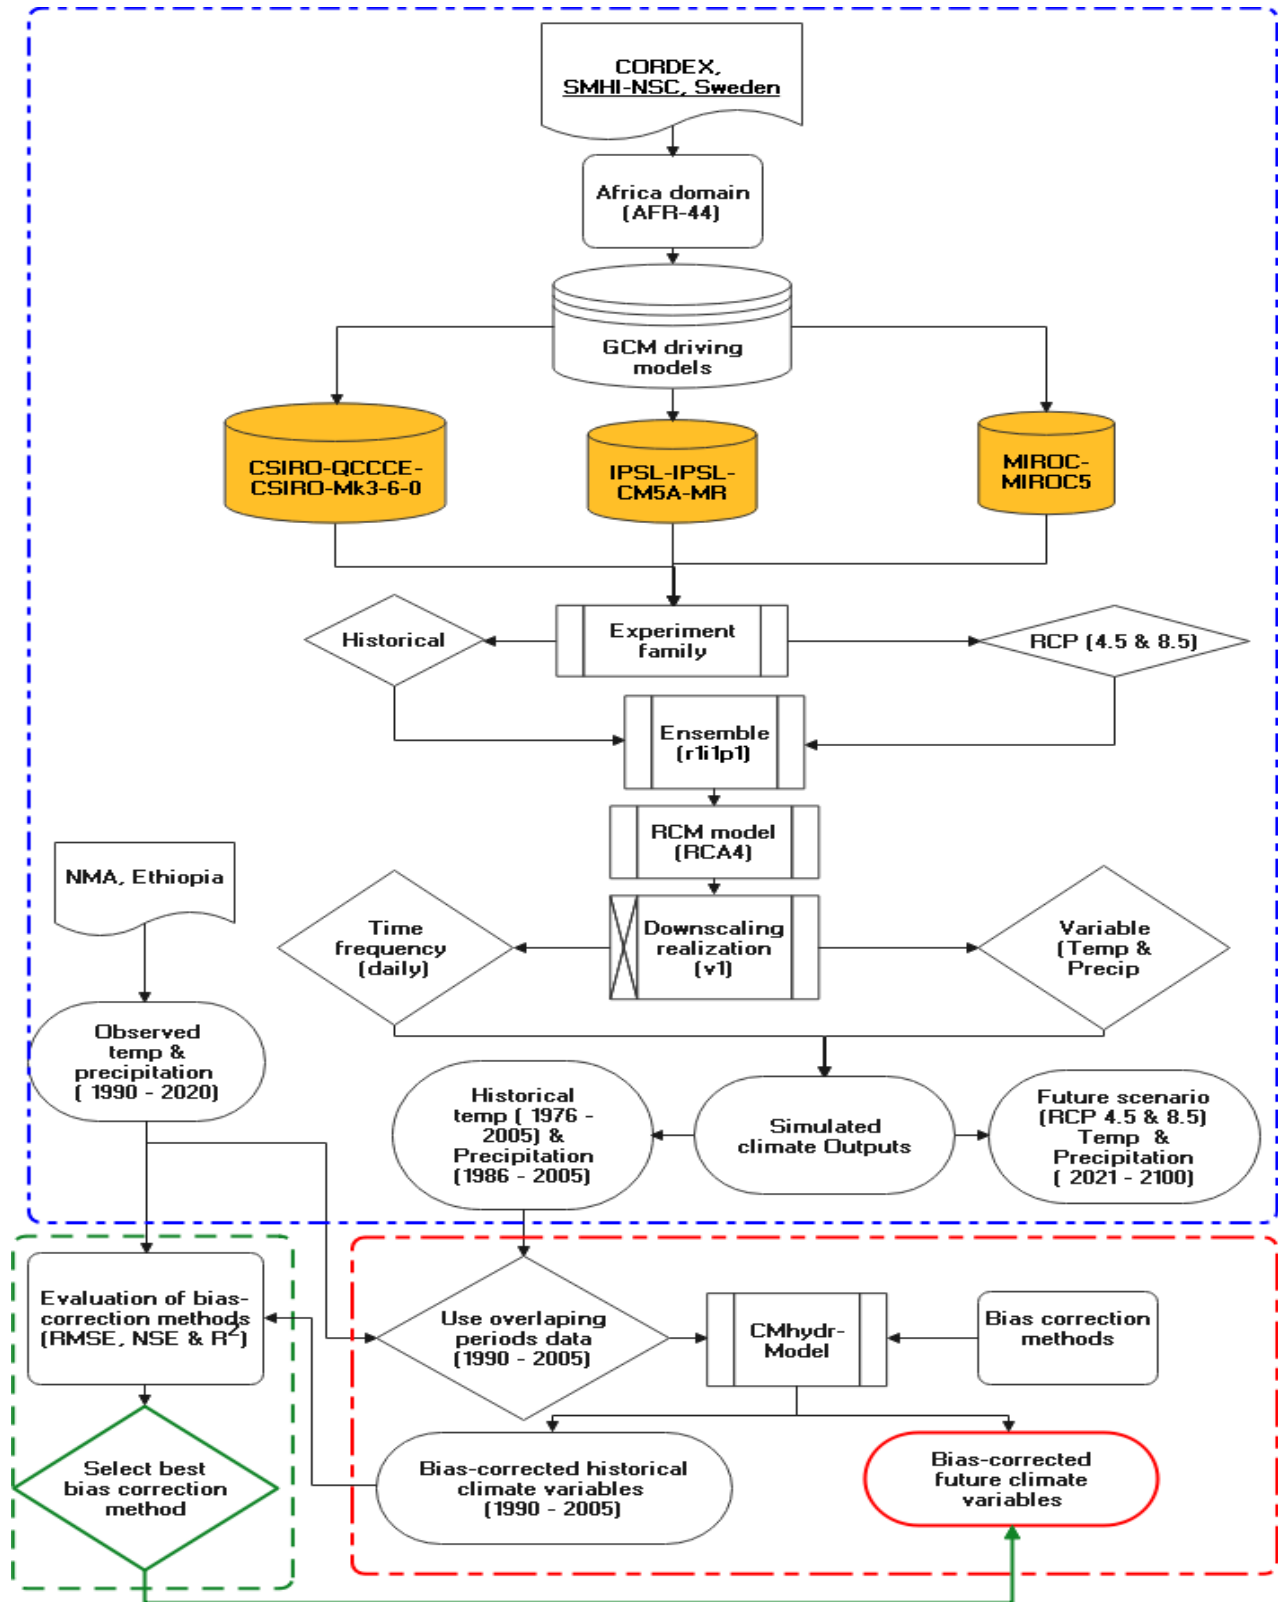 CORDEX,
SMHI-NSC, Sweden
Africa domain
(AFR-44)
GCM driving
models
CSIRO-QCCCE-
CSIRO-Mk3-6-0
IPSL-IPSL-
CM5A-MR
MIROC-
MIROC5
Historical
Experiment
family
RCP (4.5 & 8.5)
Ensemble
(r1i1p1)
RCM model
(RCA4)
NMA, Ethiopia
Time
frequency
(daily)
Downscaling
realization
(v1)
Variable
(Temp &
Precip
Observed
temp &
precipitation
( 1990 - 2020)
Historical
temp ( 1976 -
2005) &
Precipitation
(1986 - 2005)
Simulated
climate Outputs
Future scenario
(RCP 4.5 & 8.5)
Temp &
Precipitation
( 2021 - 2100)
Evaluation of bias-
correction methods
(RMSE, NSE & R²)
Use overlaping
periods data
(1990 - 2005)
CMhydr-
Model
Bias correction
methods
Select best
bias correction
method
Bias-corrected historical
climate variables
(1990 - 2005)
Bias-corrected
future climate
variables